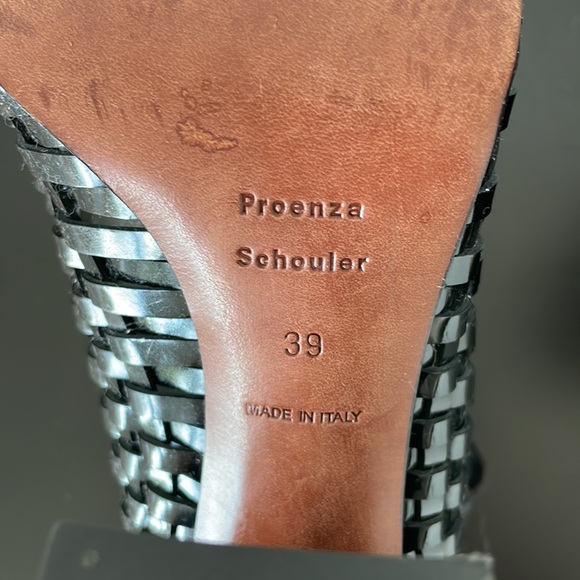 Proenza
Schouler
39
MADE IN ITALY